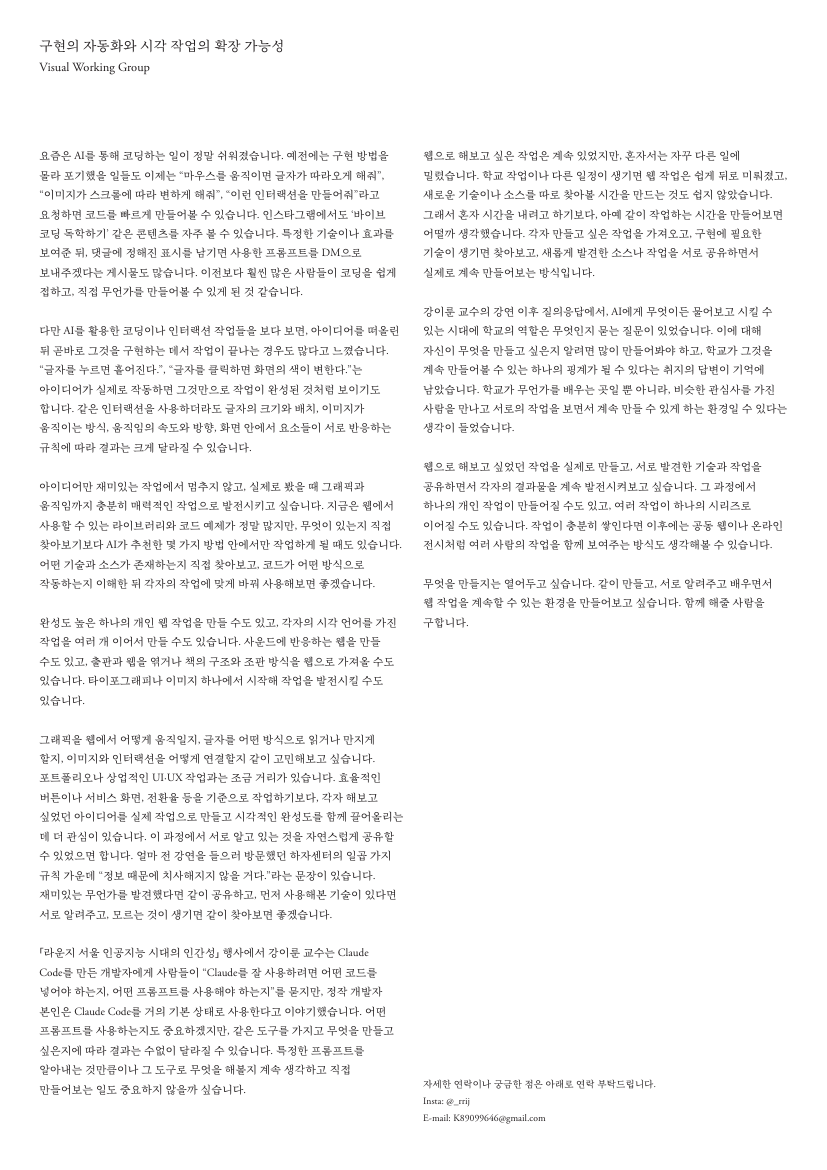 구현의 자동화와 시각 작업의 확장 가능성
Visual Working Group
요즘은 AI를 통해 코딩하는 일이 정말 쉬워졌습니다. 예전에는 구현 방법을
몰라 포기했을 일들도 이제는 “마우스를 움직이면 글자가 따라오게 해줘”,
“이미지가 스크롤에 따라 변하게 해줘”, “이런 인터랙션을 만들어줘”라고
요청하면 코드를 빠르게 만들어볼 수 있습니다. 인스타그램에서도 ‘바이브
코딩 독학하기’ 같은 콘텐츠를 자주 볼 수 있습니다. 특정한 기술이나 효과를
보여준 뒤, 댓글에 정해진 표시를 남기면 사용한 프롬프트를 DM으로
보내주겠다는 게시물도 많습니다. 이전보다 훨씬 많은 사람들이 코딩을 쉽게
접하고, 직접 무언가를 만들어볼 수 있게 된 것 같습니다.
다만 AI를 활용한 코딩이나 인터랙션 작업들을 보다 보면, 아이디어를 떠올린
뒤 곧바로 그것을 구현하는 데서 작업이 끝나는 경우도 많다고 느꼈습니다.
“글자를 누르면 흩어진다.”, “글자를 클릭하면 화면의 색이 변한다.”는
아이디어가 실제로 작동하면 그것만으로 작업이 완성된 것처럼 보이기도
합니다. 같은 인터랙션을 사용하더라도 글자의 크기와 배치, 이미지가
움직이는 방식, 움직임의 속도와 방향, 화면 안에서 요소들이 서로 반응하는
규칙에 따라 결과는 크게 달라질 수 있습니다.
아이디어만 재미있는 작업에서 멈추지 않고, 실제로 봤을 때 그래픽과
움직임까지 충분히 매력적인 작업으로 발전시키고 싶습니다. 지금은 웹에서
사용할 수 있는 라이브러리와 코드 예제가 정말 많지만, 무엇이 있는지 직접
찾아보기보다 AI가 추천한 몇 가지 방법 안에서만 작업하게 될 때도 있습니다.
어떤 기술과 소스가 존재하는지 직접 찾아보고, 코드가 어떤 방식으로
작동하는지 이해한 뒤 각자의 작업에 맞게 바꿔 사용해보면 좋겠습니다.
완성도 높은 하나의 개인 웹 작업을 만들 수도 있고, 각자의 시각 언어를 가진
작업을 여러 개 이어서 만들 수도 있습니다. 사운드에 반응하는 웹을 만들
수도 있고, 출판과 웹을 엮거나 책의 구조와 조판 방식을 웹으로 가져올 수도
있습니다. 타이포그래피나 이미지 하나에서 시작해 작업을 발전시킬 수도
있습니다.
그래픽을 웹에서 어떻게 움직일지, 글자를 어떤 방식으로 읽거나 만지게
할지, 이미지와 인터랙션을 어떻게 연결할지 같이 고민해보고 싶습니다.
포트폴리오나 상업적인 UI·UX 작업과는 조금 거리가 있습니다. 효율적인
버튼이나 서비스 화면, 전환율 등을 기준으로 작업하기보다, 각자 해보고
싶었던 아이디어를 실제 작업으로 만들고 시각적인 완성도를 함께 끌어올리는
데 더 관심이 있습니다. 이 과정에서 서로 알고 있는 것을 자연스럽게 공유할
수 있었으면 합니다. 얼마 전 강연을 들으러 방문했던 하자센터의 일곱 가지
규칙 가운데 “정보 때문에 치사해지지 않을 거다.”라는 문장이 있습니다.
재미있는 무언가를 발견했다면 같이 공유하고, 먼저 사용해본 기술이 있다면
서로 알려주고, 모르는 것이 생기면 같이 찾아보면 좋겠습니다.
「라운지 서울 인공지능 시대의 인간성」 행사에서 강이룬 교수는 Claude
Code를 만든 개발자에게 사람들이 “Claude를 잘 사용하려면 어떤 코드를
넣어야 하는지, 어떤 프롬프트를 사용해야 하는지”를 묻지만, 정작 개발자
본인은 Claude Code를 거의 기본 상태로 사용한다고 이야기했습니다. 어떤
프롬프트를 사용하는지도 중요하겠지만, 같은 도구를 가지고 무엇을 만들고
싶은지에 따라 결과는 수없이 달라질 수 있습니다. 특정한 프롬프트를
알아내는 것만큼이나 그 도구로 무엇을 해볼지 계속 생각하고 직접
만들어보는 일도 중요하지 않을까 싶습니다.
웹으로 해보고 싶은 작업은 계속 있었지만, 혼자서는 자꾸 다른 일에
밀렸습니다. 학교 작업이나 다른 일정이 생기면 웹 작업은 쉽게 뒤로 미뤄졌고,
새로운 기술이나 소스를 따로 찾아볼 시간을 만드는 것도 쉽지 않았습니다.
그래서 혼자 시간을 내려고 하기보다, 아예 같이 작업하는 시간을 만들어보면
어떨까 생각했습니다. 각자 만들고 싶은 작업을 가져오고, 구현에 필요한
기술이 생기면 찾아보고, 새롭게 발견한 소스나 작업을 서로 공유하면서
실제로 계속 만들어보는 방식입니다.
강이룬 교수의 강연 이후 질의응답에서, AI에게 무엇이든 물어보고 시킬 수
있는 시대에 학교의 역할은 무엇인지 묻는 질문이 있었습니다. 이에 대해
자신이 무엇을 만들고 싶은지 알려면 많이 만들어봐야 하고, 학교가 그것을
계속 만들어볼 수 있는 하나의 핑계가 될 수 있다는 취지의 답변이 기억에
남았습니다. 학교가 무언가를 배우는 곳일 뿐 아니라, 비슷한 관심사를 가진
사람을 만나고 서로의 작업을 보면서 계속 만들 수 있게 하는 환경일 수 있다는
생각이 들었습니다.
웹으로 해보고 싶었던 작업을 실제로 만들고, 서로 발견한 기술과 작업을
공유하면서 각자의 결과물을 계속 발전시켜보고 싶습니다. 그 과정에서
하나의 개인 작업이 만들어질 수도 있고, 여러 작업이 하나의 시리즈로
이어질 수도 있습니다. 작업이 충분히 쌓인다면 이후에는 공동 웹이나 온라인
전시처럼 여러 사람의 작업을 함께 보여주는 방식도 생각해볼 수 있습니다.
무엇을 만들지는 열어두고 싶습니다. 같이 만들고, 서로 알려주고 배우면서
웹 작업을 계속할 수 있는 환경을 만들어보고 싶습니다. 함께 해줄 사람을
구합니다.
자세한 연락이나 궁금한 점은 아래로 연락 부탁드립니다.
Insta: @_rrij
E-mail: K89099646@gmail.com